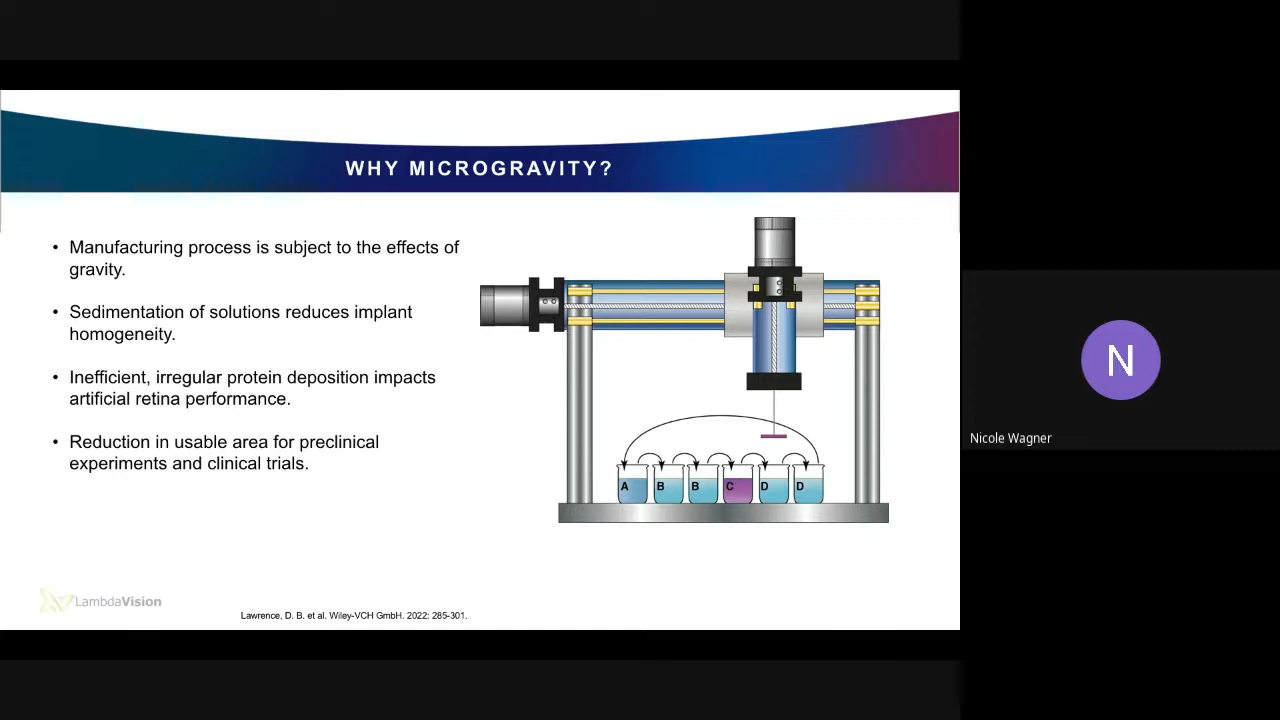 WHY MICROGRAVITY?
• Manufacturing process is subject to the effects of
gravity.
• Sedimentation of solutions reduces implant
homogeneity.
• Inefficient, irregular protein deposition impacts
artificial retina performance.
• Reduction in usable area for preclinical
experiments and clinical trials.
A B B C D D
LambdaVision
Lawrence, D. B. et al. Wiley-VCH GmbH. 2022: 285-301.
N
Nicole Wagner